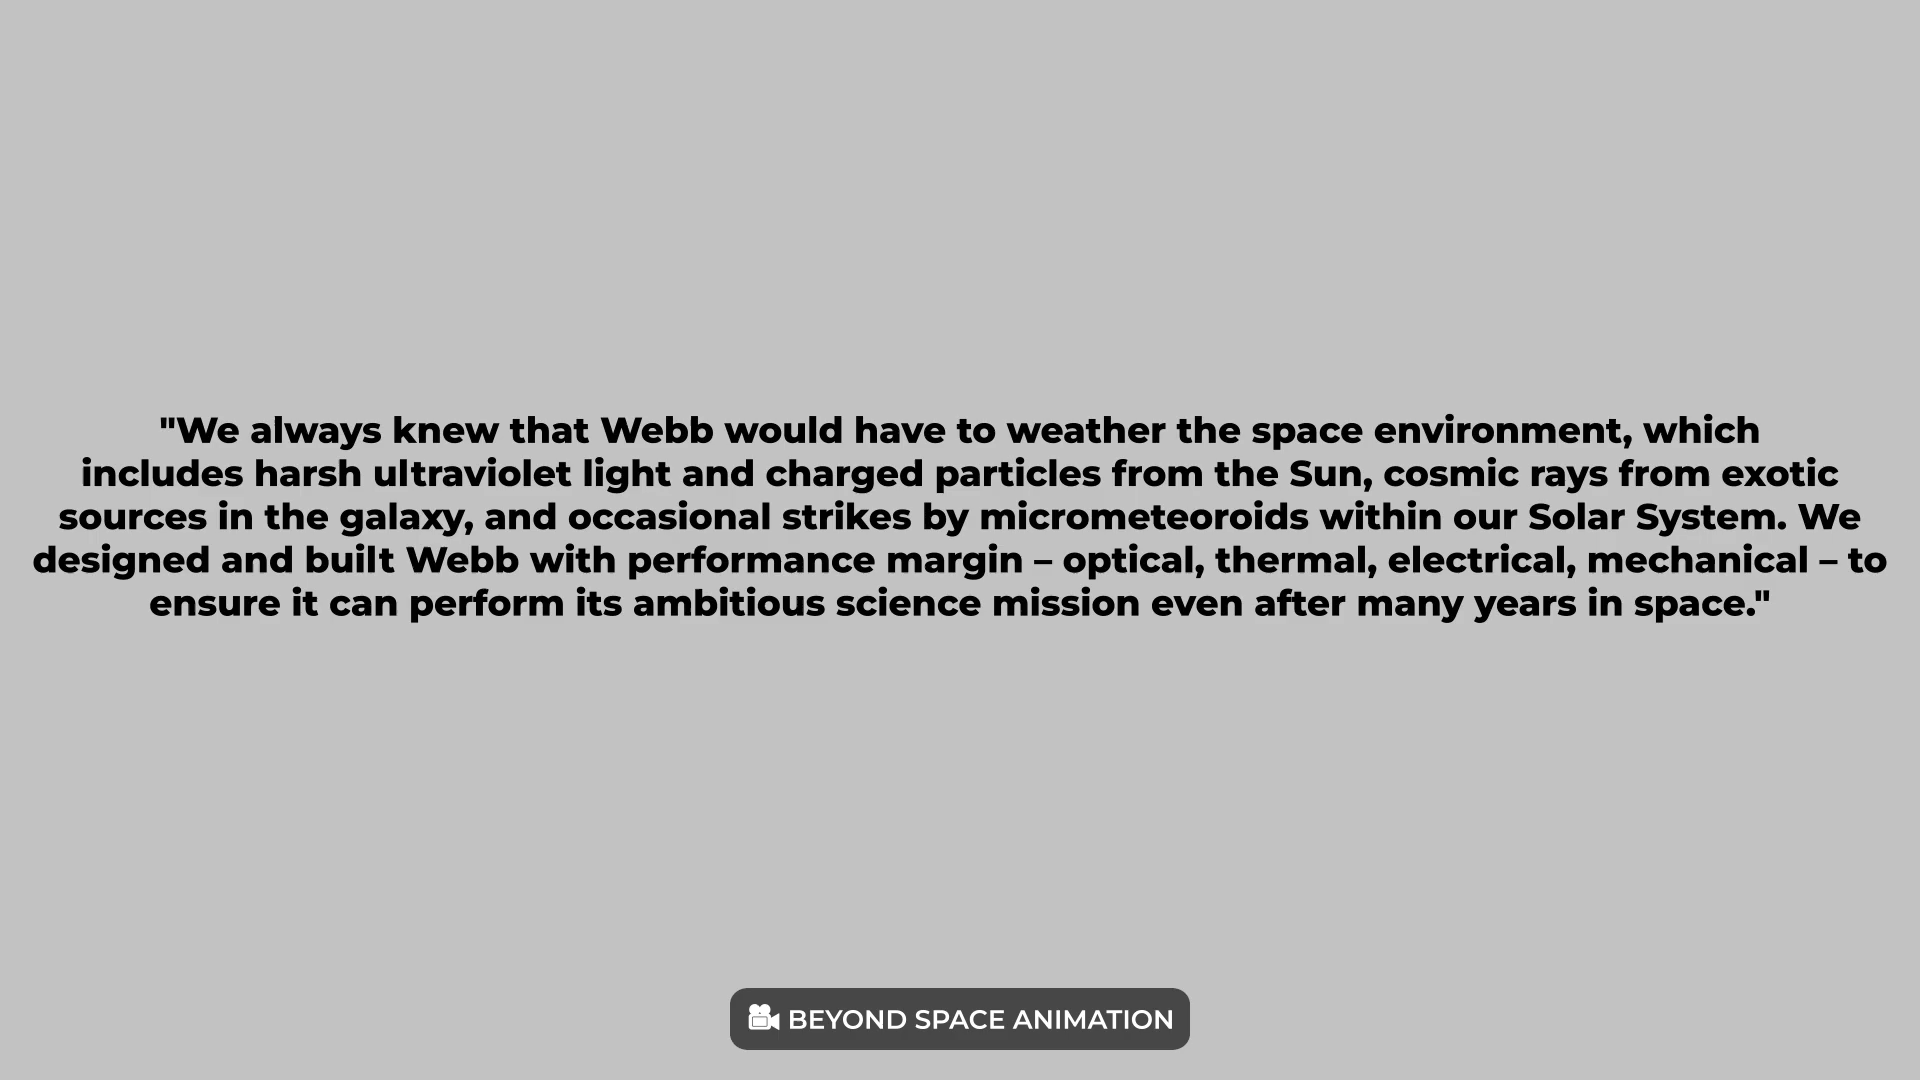 "We always knew that Webb would have to weather the space environment, which
includes harsh ultraviolet light and charged particles from the Sun, cosmic rays from exotic
sources in the galaxy, and occasional strikes by micrometeoroids within our Solar System. We
designed and built Webb with performance margin – optical, thermal, electrical, mechanical – to
ensure it can perform its ambitious science mission even after many years in space."
BEYOND SPACE ANIMATION